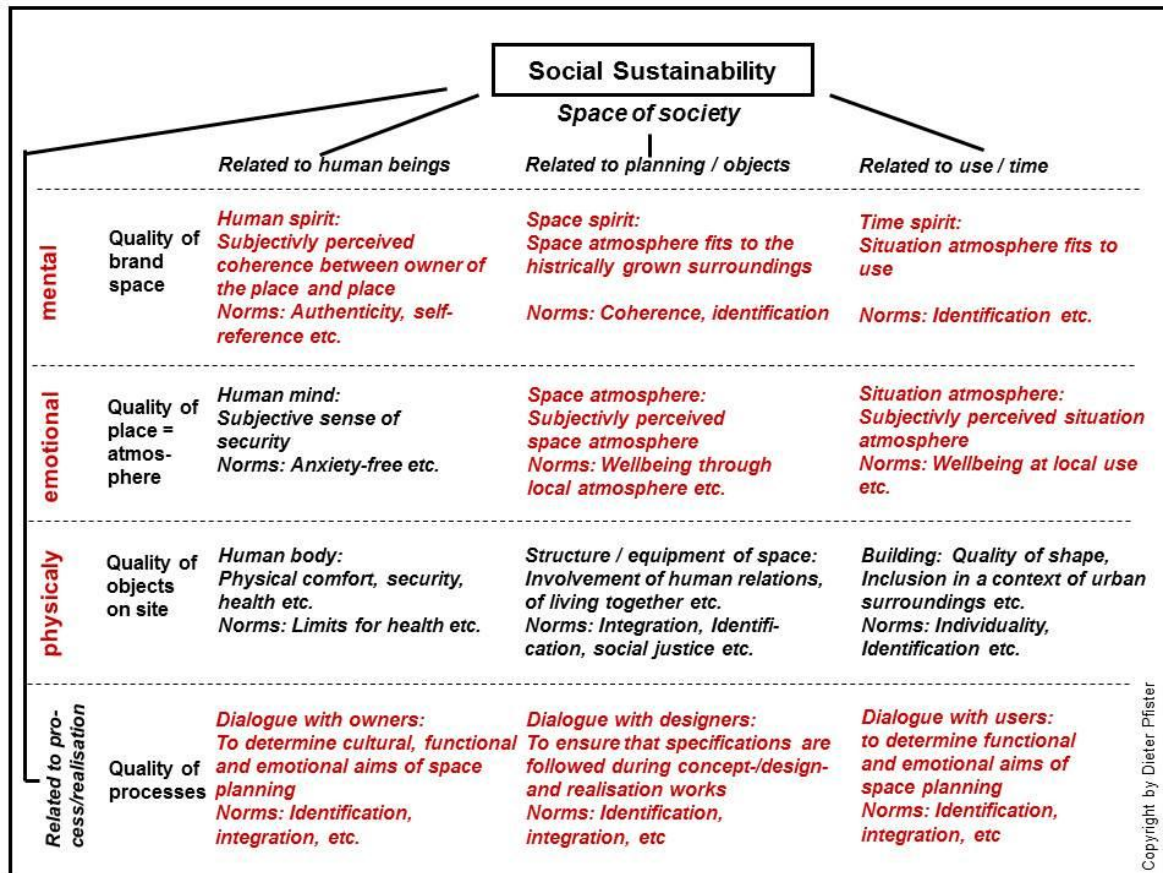 Social Sustainability
Space of society
Related to human beings
Related to planning / objects
Related to use / time
mental
Quality of
brand
space
Human spirit:
Subjectivly perceived
coherence between owner of
the place and place
Norms: Authenticity, self-
reference etc.
Space spirit:
Space atmosphere fits to the
histrically grown surroundings
Norms: Coherence, identification
Time spirit:
Situation atmosphere fits to
use
Norms: Identification etc.
emotional
Quality of
place =
atmos-
phere
Human mind:
Subjective sense of
security
Norms: Anxiety-free etc.
Space atmosphere:
Subjectivly perceived
space atmosphere
Norms: Wellbeing through
local atmosphere etc.
Situation atmosphere:
Subjectivly perceived situation
atmosphere
Norms: Wellbeing at local use
etc.
physicaly
Quality of
objects
on site
Human body:
Physical comfort, security,
health etc.
Norms: Limits for health etc.
Structure / equipment of space:
Involvement of human relations,
of living together etc.
Norms: Integration, Identifi-
cation, social justice etc.
Building: Quality of shape,
Inclusion in a context of urban
surroundings etc.
Norms: Individuality,
Identification etc.
Related to pro-
cess/realisation
Quality of
processes
Dialogue with owners:
To determine cultural, functional
and emotional aims of space
planning
Norms: Identification,
integration, etc.
Dialogue with designers:
To ensure that specifications are
followed during concept-/design-
and realisation works
Norms: Identification,
integration, etc
Dialogue with users:
to determine functional
and emotional aims of
space planning
Norms: Identification,
integration, etc
Copyright by Dieter Pfister